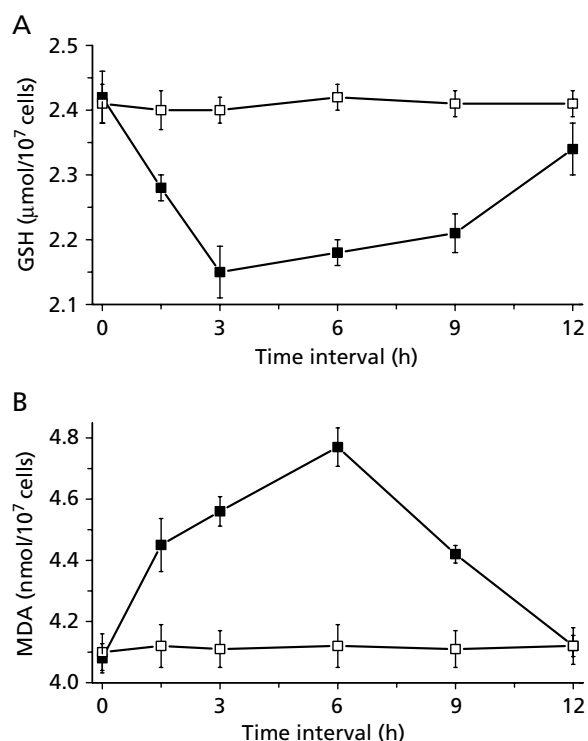 A
GSH (μmol/10⁷ cells)
2.5
2.4
2.3
2.2
2.1
0 3 6 9 12
Time interval (h)
B
MDA (nmol/10⁷ cells)
4.8
4.6
4.4
4.2
4.0
0 3 6 9 12
Time interval (h)